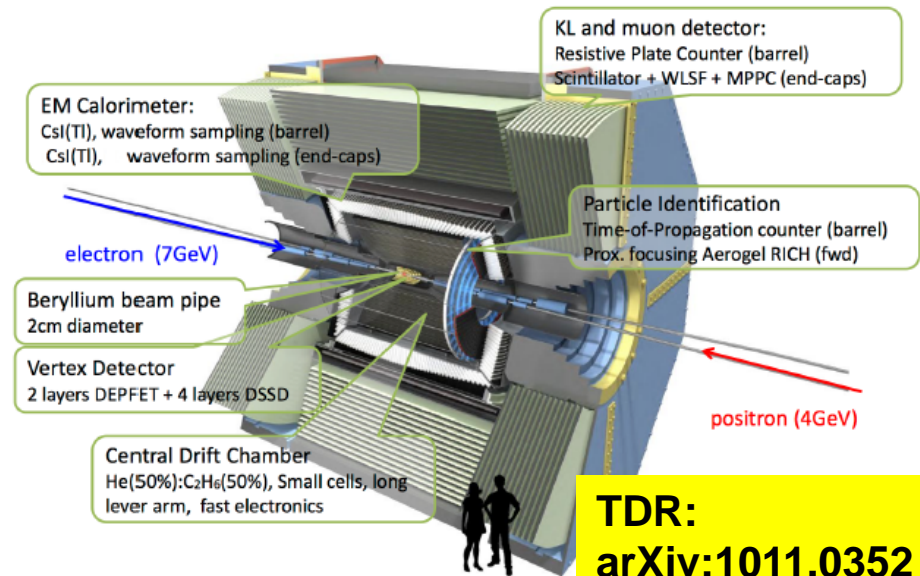 KL and muon detector:
Resistive Plate Counter (barrel)
Scintillator + WLSF + MPPC (end-caps)
EM Calorimeter:
CsI(Tl), waveform sampling (barrel)
CsI(Tl), waveform sampling (end-caps)
Particle Identification
Time-of-Propagation counter (barrel)
Prox. focusing Aerogel RICH (fwd)
electron (7GeV)
Beryllium beam pipe
2cm diameter
Vertex Detector
2 layers DEPFET + 4 layers DSSD
positron (4GeV)
Central Drift Chamber
He(50%):C₂H₆(50%), Small cells, long
lever arm, fast electronics
TDR:
arXiv:1011.0352